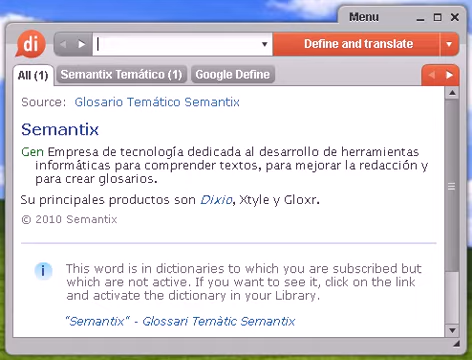 Menu
di
Define and translate
All (1)
Semantix Temático (1)
Google Define
Source: Glosario Temático Semantix
Semantix
Gen Empresa de tecnología dedicada al desarrollo de herramientas
informáticas para comprender textos, para mejorar la redacción y
para crear glosarios.
Su principales producto son Dixio, Xtyle y Gloxr.
© 2010 Semantix
i
This word is in dictionaries to which you are subscribed but
which are not active. If you want to see it, click on the link
and activate the dictionary in your Library.
"Semantix" - Glossari Temàtic Semantix